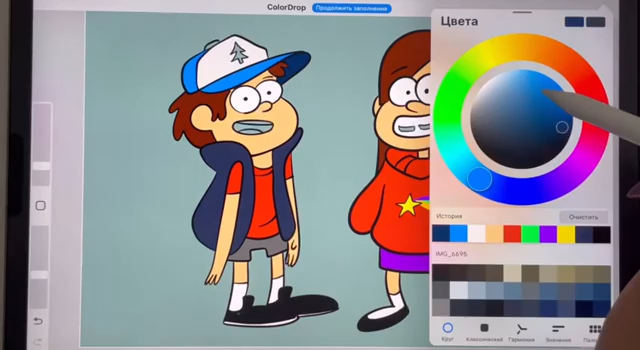 ColorDrop Продолжить заполнение
Цвета
История Очистить
IMG_6695
Круг Классический Гармония Значения